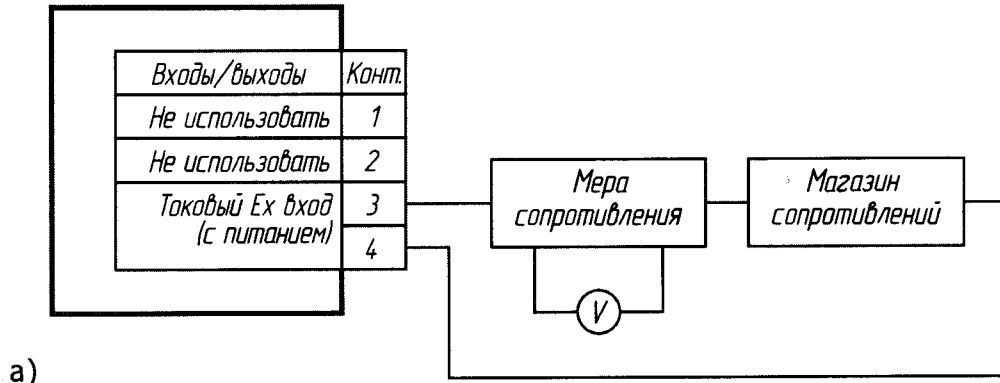 Входы/выходы Конт.
Не использовать 1
Не использовать 2
Токовый Ex вход 3
(с питанием)
4
Мера
сопротивления
Магазин
сопротивлений
V
а)